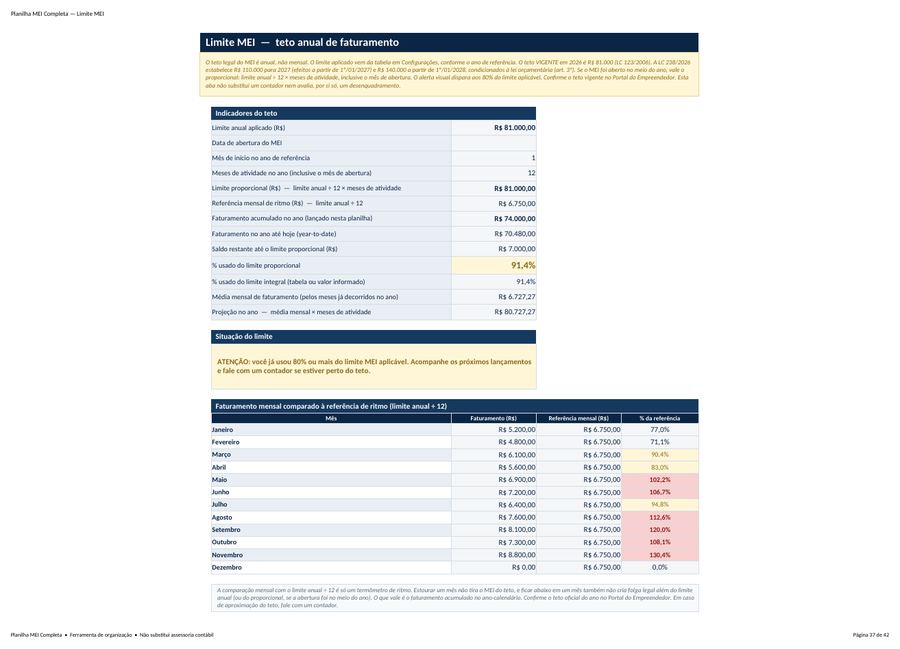 Planilha MEI Completa — Limite MEI
Limite MEI — teto anual de faturamento
O teto legal do MEI é anual, não mensal. O limite aplicado vem da tabela em Configurações, conforme o ano de referência. O teto VIGENTE em 2026 é R$ 81.000 (LC 123/2006). A LC 238/2026
estabelece R$ 110.000 para 2027 (efeitos a partir de 1º/01/2027) e R$ 140.000 a partir de 1º/01/2028, condicionados à lei orçamentária (art. 3º). Se o MEI foi aberto no meio do ano, vale o
proporcional: limite anual ÷ 12 × meses de atividade, inclusive o mês de abertura. O alerta visual dispara aos 80% do limite aplicável. Confirme o teto vigente no Portal do Empreendedor. Esta
aba não substitui um contador nem avalia, por si só, um desenquadramento.
Indicadores do teto
Limite anual aplicado (R$) R$ 81.000,00
Data de abertura do MEI
Mês de início no ano de referência 1
Meses de atividade no ano (inclusive o mês de abertura) 12
Limite proporcional (R$) — limite anual ÷ 12 × meses de atividade R$ 81.000,00
Referência mensal de ritmo (R$) — limite anual ÷ 12 R$ 6.750,00
Faturamento acumulado no ano (lançado nesta planilha) R$ 74.000,00
Faturamento no ano até hoje (year-to-date) R$ 70.480,00
Saldo restante até o limite proporcional (R$) R$ 7.000,00
% usado do limite proporcional 91,4%
% usado do limite integral (tabela ou valor informado) 91,4%
Média mensal de faturamento (pelos meses já decorridos no ano) R$ 6.727,27
Projeção no ano — média mensal × meses de atividade R$ 80.727,27
Situação do limite
ATENÇÃO: você já usou 80% ou mais do limite MEI aplicável. Acompanhe os próximos lançamentos
e fale com um contador se estiver perto do teto.
Faturamento mensal comparado à referência de ritmo (limite anual ÷ 12)
Mês Faturamento (R$) Referência mensal (R$) % da referência
Janeiro R$ 5.200,00 R$ 6.750,00 77,0%
Fevereiro R$ 4.800,00 R$ 6.750,00 71,1%
Março R$ 6.100,00 R$ 6.750,00 90,4%
Abril R$ 5.600,00 R$ 6.750,00 83,0%
Maio R$ 6.900,00 R$ 6.750,00 102,2%
Junho R$ 7.200,00 R$ 6.750,00 106,7%
Julho R$ 6.400,00 R$ 6.750,00 94,8%
Agosto R$ 7.600,00 R$ 6.750,00 112,6%
Setembro R$ 8.100,00 R$ 6.750,00 120,0%
Outubro R$ 7.300,00 R$ 6.750,00 108,1%
Novembro R$ 8.800,00 R$ 6.750,00 130,4%
Dezembro R$ 0,00 R$ 6.750,00 0,0%
A comparação mensal com o limite anual ÷ 12 é só um termômetro de ritmo. Estourar um mês não tira o MEI do teto, e ficar abaixo em um mês também não cria folga legal além do limite
anual (ou do proporcional, se a abertura foi no meio do ano). O que vale é o faturamento acumulado no ano-calendário. Confirme o teto oficial do ano no Portal do Empreendedor. Em caso
de aproximação do teto, fale com um contador.
Planilha MEI Completa • Ferramenta de organização • Não substitui assessoria contábil
Página 37 de 42